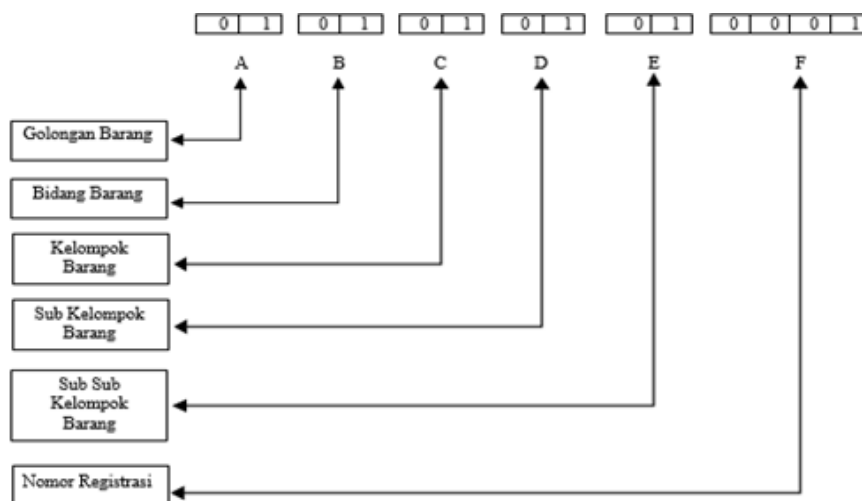 0 1 0 1 0 1 0 1 0 1 0 0 0 1
A B C D E F
Golongan Barang
Bidang Barang
Kelompok
Barang
Sub Kelompok
Barang
Sub Sub
Kelompok
Barang
Nomor Registrasi